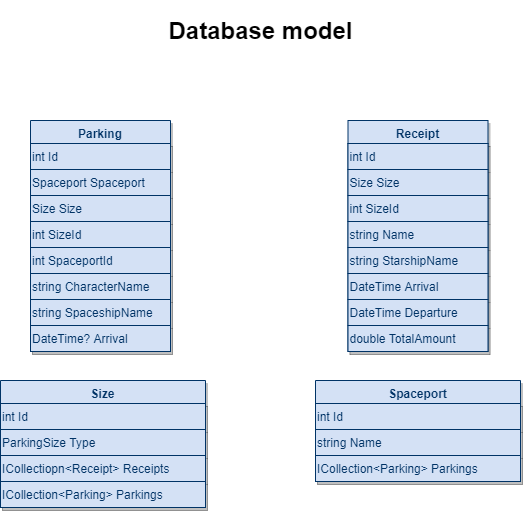 Database model
Parking
int Id
Spaceport Spaceport
Size Size
int SizeId
int SpaceportId
string CharacterName
string SpaceshipName
DateTime? Arrival
Receipt
int Id
Size Size
int SizeId
string Name
string StarshipName
DateTime Arrival
DateTime Departure
double TotalAmount
Size
int Id
ParkingSize Type
ICollectiopn<Receipt> Receipts
ICollection<Parking> Parkings
Spaceport
int Id
string Name
ICollection<Parking> Parkings